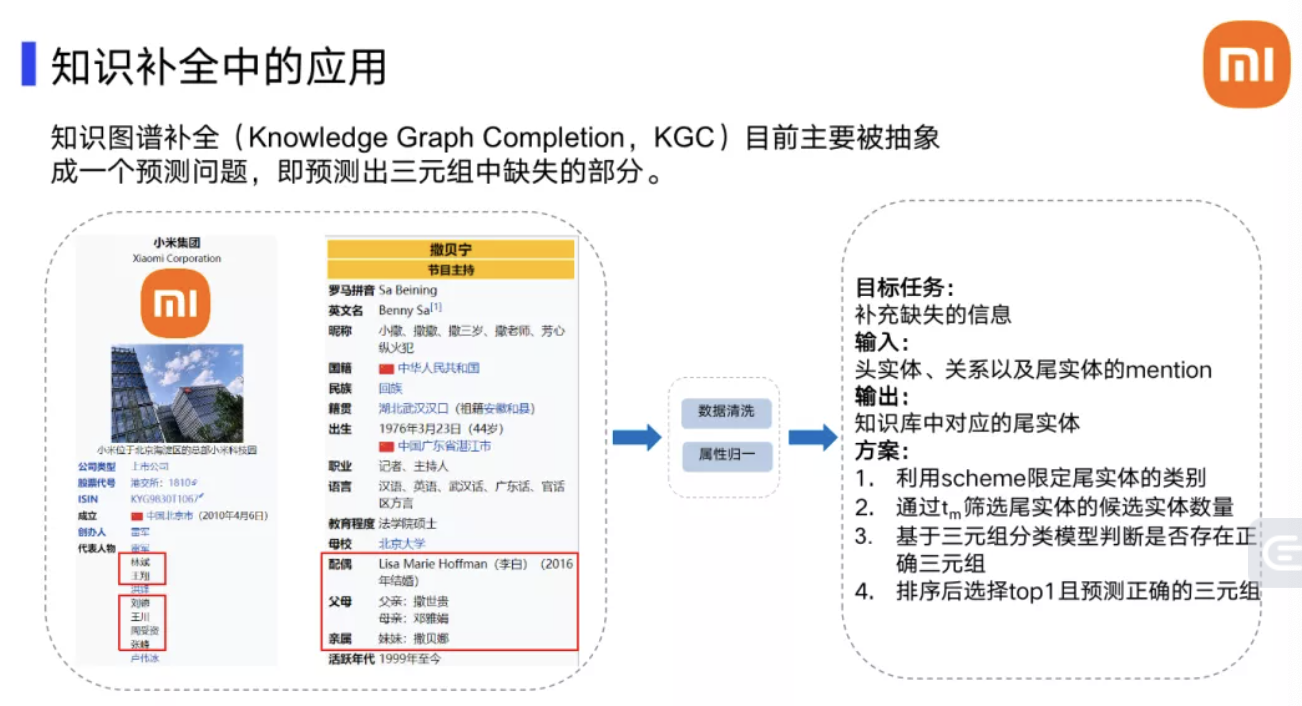 知识补全中的应用
知识图谱补全（Knowledge Graph Completion，KGC）目前主要被抽象
成一个预测问题，即预测出三元组中缺失的部分。
小米集团
Xiaomi Corporation
小米位于北京海淀区的总部小米科技园
公司类型 上市公司
股票代号 港交所：1810
ISIN KYG9830T1067
成立 中国北京市（2010年4月6日）
创办人 雷军
代表人物 雷军
林斌
王翔
洪锋
刘德
王川
周受资
张峰
卢伟冰
撒贝宁
节目主持
罗马拼音 Sa Beining
英文名 Benny Sa[1]
昵称 小撒、撒撒、撒三岁、撒老师、芳心
纵火犯
国籍 中华人民共和国
民族 回族
籍贯 湖北武汉汉口（祖籍安徽和县）
出生 1976年3月23日（44岁）
中国广东省湛江市
职业 记者、主持人
语言 汉语、英语、武汉话、广东话、官话
区方言
教育程度 法学院硕士
母校 北京大学
配偶 Lisa Marie Hoffman（李白）（2016
年结婚）
父母 父亲：撒世贵
母亲：邓雅娟
亲属 妹妹：撒贝娜
活跃年代 1999年至今
数据清洗
属性归一
目标任务：
补充缺失的信息
输入：
头实体、关系以及尾实体的mention
输出：
知识库中对应的尾实体
方案：
1. 利用scheme限定尾实体的类别
2. 通过tm筛选尾实体的候选实体数量
3. 基于三元组分类模型判断是否存在正
确三元组
4. 排序后选择top1且预测正确的三元组